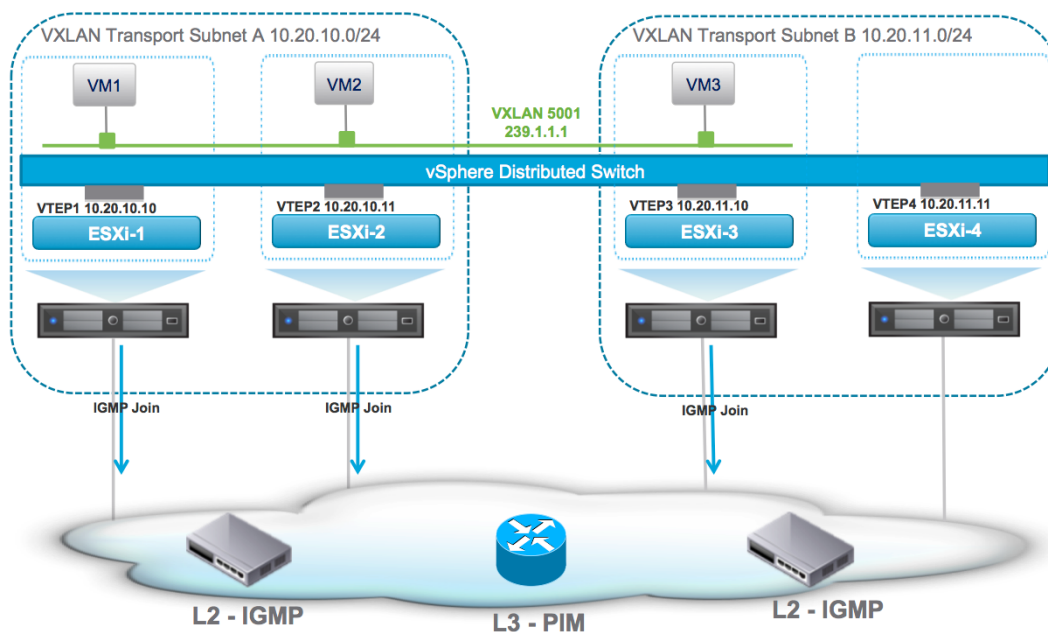 VXLAN Transport Subnet A 10.20.10.0/24
VXLAN Transport Subnet B 10.20.11.0/24
VM1
VM2
VM3
VXLAN 5001
239.1.1.1
vSphere Distributed Switch
VTEP1 10.20.10.10
VTEP2 10.20.10.11
VTEP3 10.20.11.10
VTEP4 10.20.11.11
ESXi-1
ESXi-2
ESXi-3
ESXi-4
IGMP Join
IGMP Join
IGMP Join
L2 - IGMP
L3 - PIM
L2 - IGMP